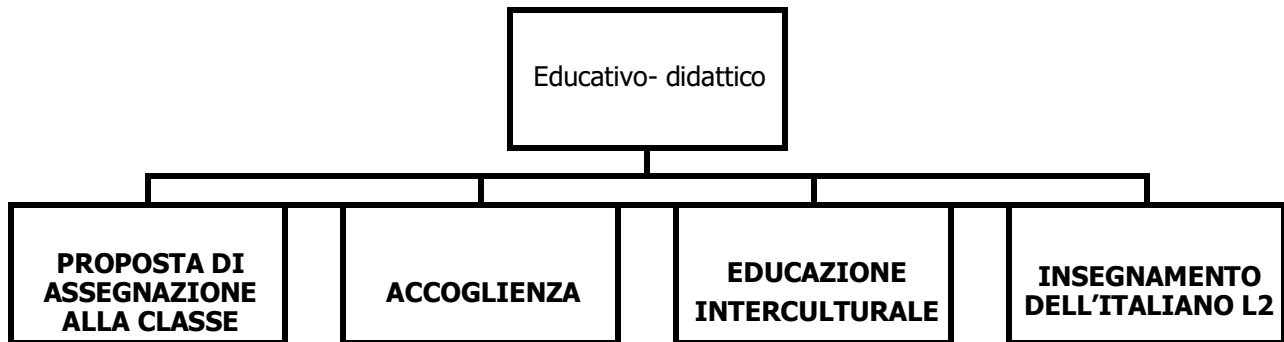 Educativo- didattico
PROPOSTA DI
ASSEGNAZIONE
ALLA CLASSE
ACCOGLIENZA
EDUCAZIONE
INTERCULTURALE
INSEGNAMENTO
DELL’ITALIANO L2